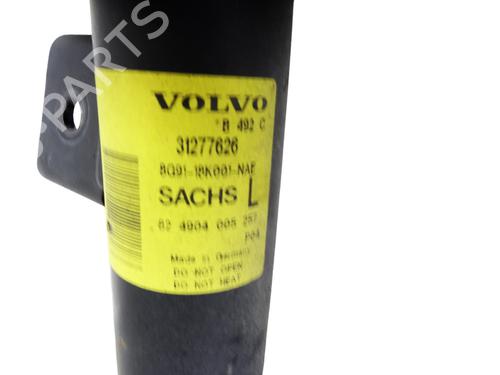 VOLVO
"B 492 C
31277626
8G91-18K001-NAE
SACHS L
62 4904 005 257
P04
Made in Germany
DO NOT OPEN
DO NOT HEAT
PARTS